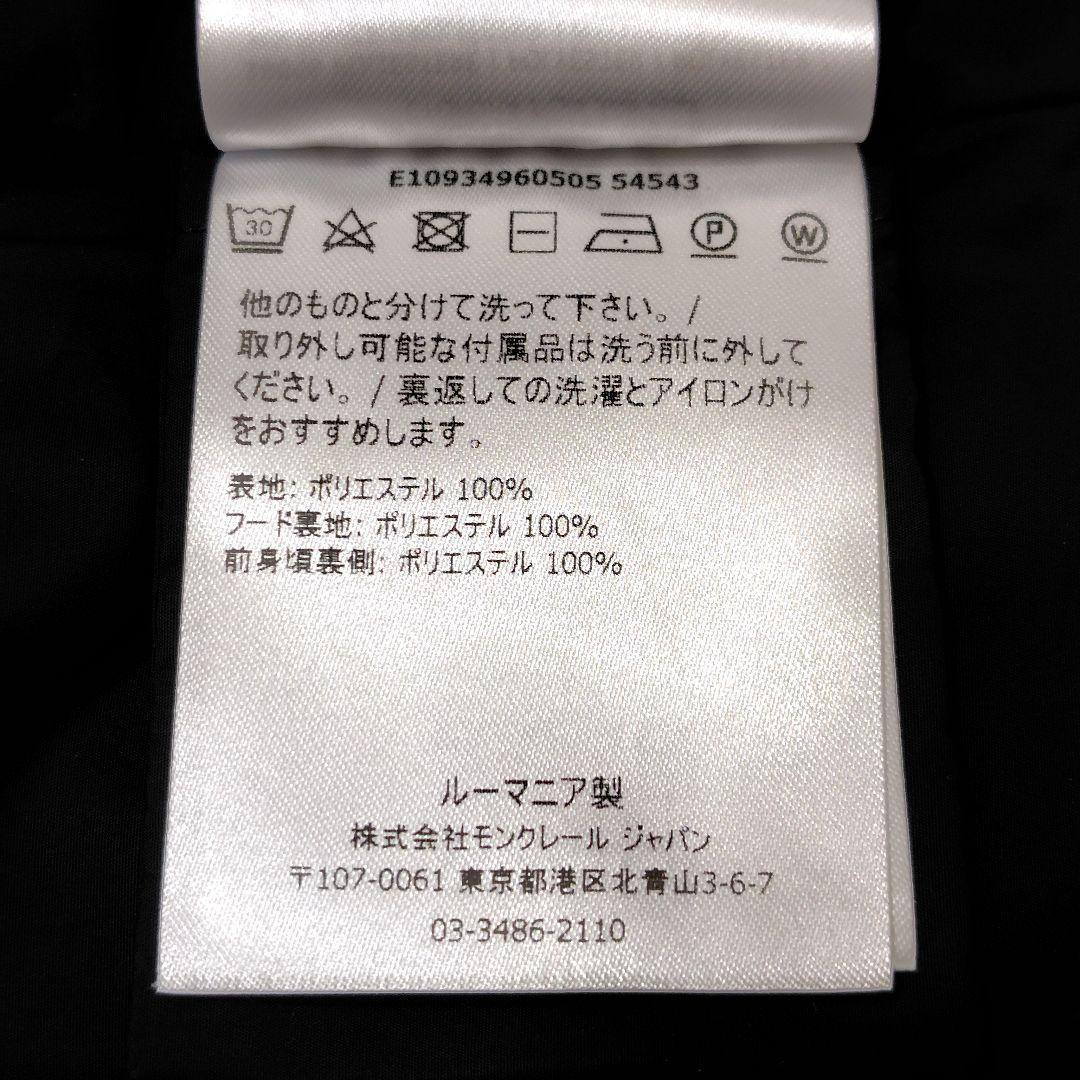 E10934960505 54543
30 P W
他のものと分けて洗って下さい。/
取り外し可能な付属品は洗う前に外して
ください。/ 裏返しての洗濯とアイロンがけ
をおすすめします。
表地: ポリエステル 100%
フード裏地: ポリエステル 100%
前身頃裏側: ポリエステル 100%
ルーマニア製
株式会社モンクレール ジャパン
〒107-0061 東京都港区北青山3-6-7
03-3486-2110